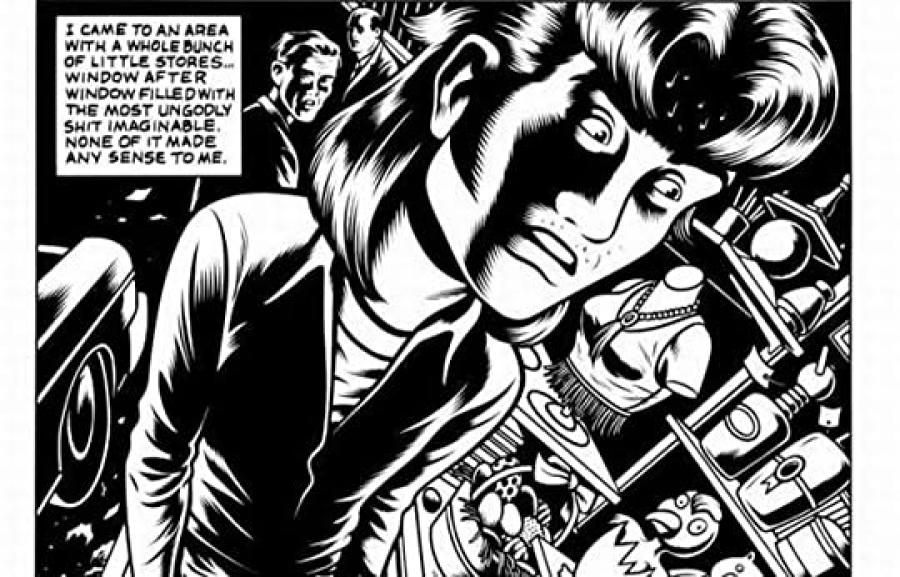 I CAME TO AN AREA
WITH A WHOLE BUNCH
OF LITTLE STORES...
WINDOW AFTER
WINDOW FILLED WITH
THE MOST UNGODLY
SHIT IMAGINABLE.
NONE OF IT MADE
ANY SENSE TO ME.